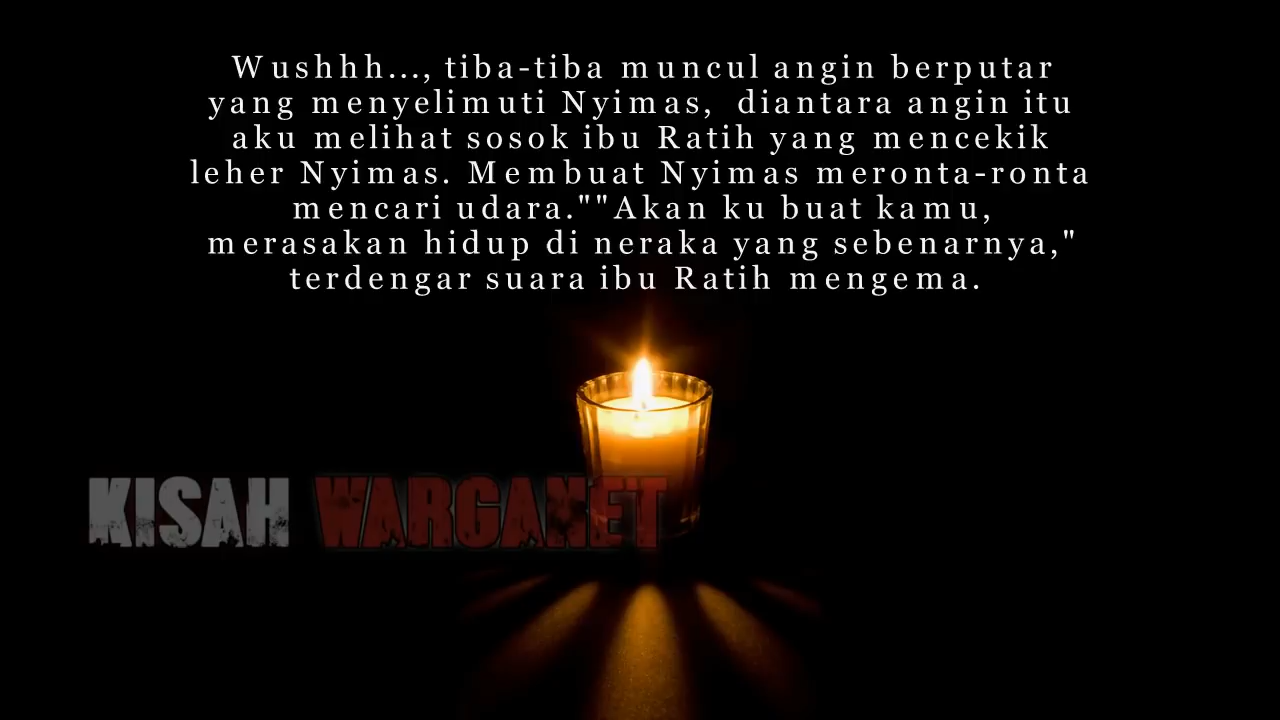 Wushhh..., tiba-tiba muncul angin berputar
yang menyelimuti Nyimas, diantara angin itu
aku melihat sosok ibu Ratih yang mencekik
leher Nyimas. Membuat Nyimas meronta-ronta
mencari udara.""Akan ku buat kamu,
merasakan hidup di neraka yang sebenarnya,"
terdengar suara ibu Ratih mengema.
KISAH WARGANET